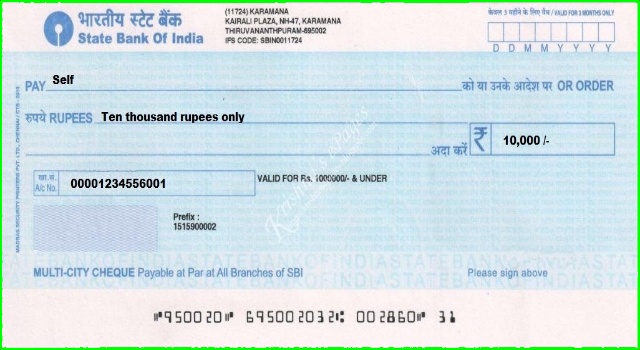 भारतीय स्टेट बैंक
State Bank Of India
(11724) KARAMANA
KAIRALI PLAZA, NH-47, KARAMANA
THIRUVANANTHPURAM-695002
IFS CODE: SBIN0011724
केवल 3 महीने के लिए वैध / VALID FOR 3 MONTHS ONLY
D D M M Y Y Y Y
PAY Self को या उनके आदेश पर OR ORDER
रुपये RUPEES Ten thousand rupees only
अदा करें ₹ 10,000 /-
खा.सं.
A/c No. 00001234556001
VALID FOR Rs. 1000000/- & UNDER
Prefix :
1515900002
MULTI-CITY CHEQUE Payable at Par at All Branches of SBI Please sign above
⑈950020⑈ 695002032⑆ 002860⑈ 31